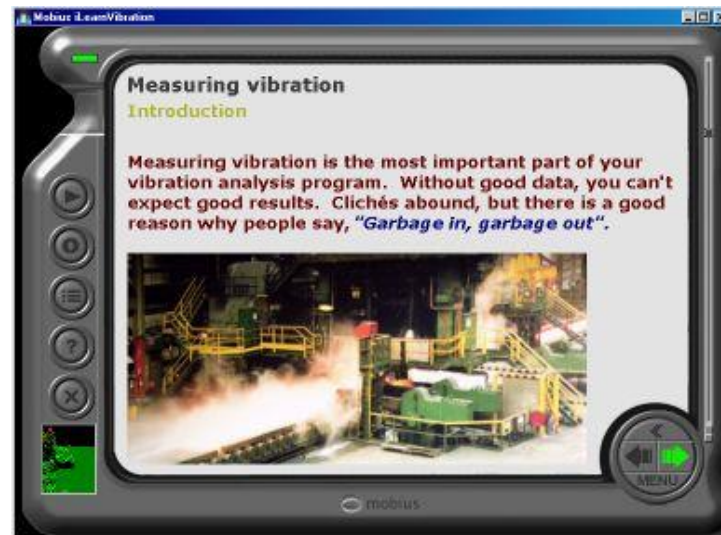 Mobius iLearnVibration
Measuring vibration
Introduction
Measuring vibration is the most important part of your
vibration analysis program. Without good data, you can't
expect good results. Clichés abound, but there is a good
reason why people say, "Garbage in, garbage out".
MENU
mobius